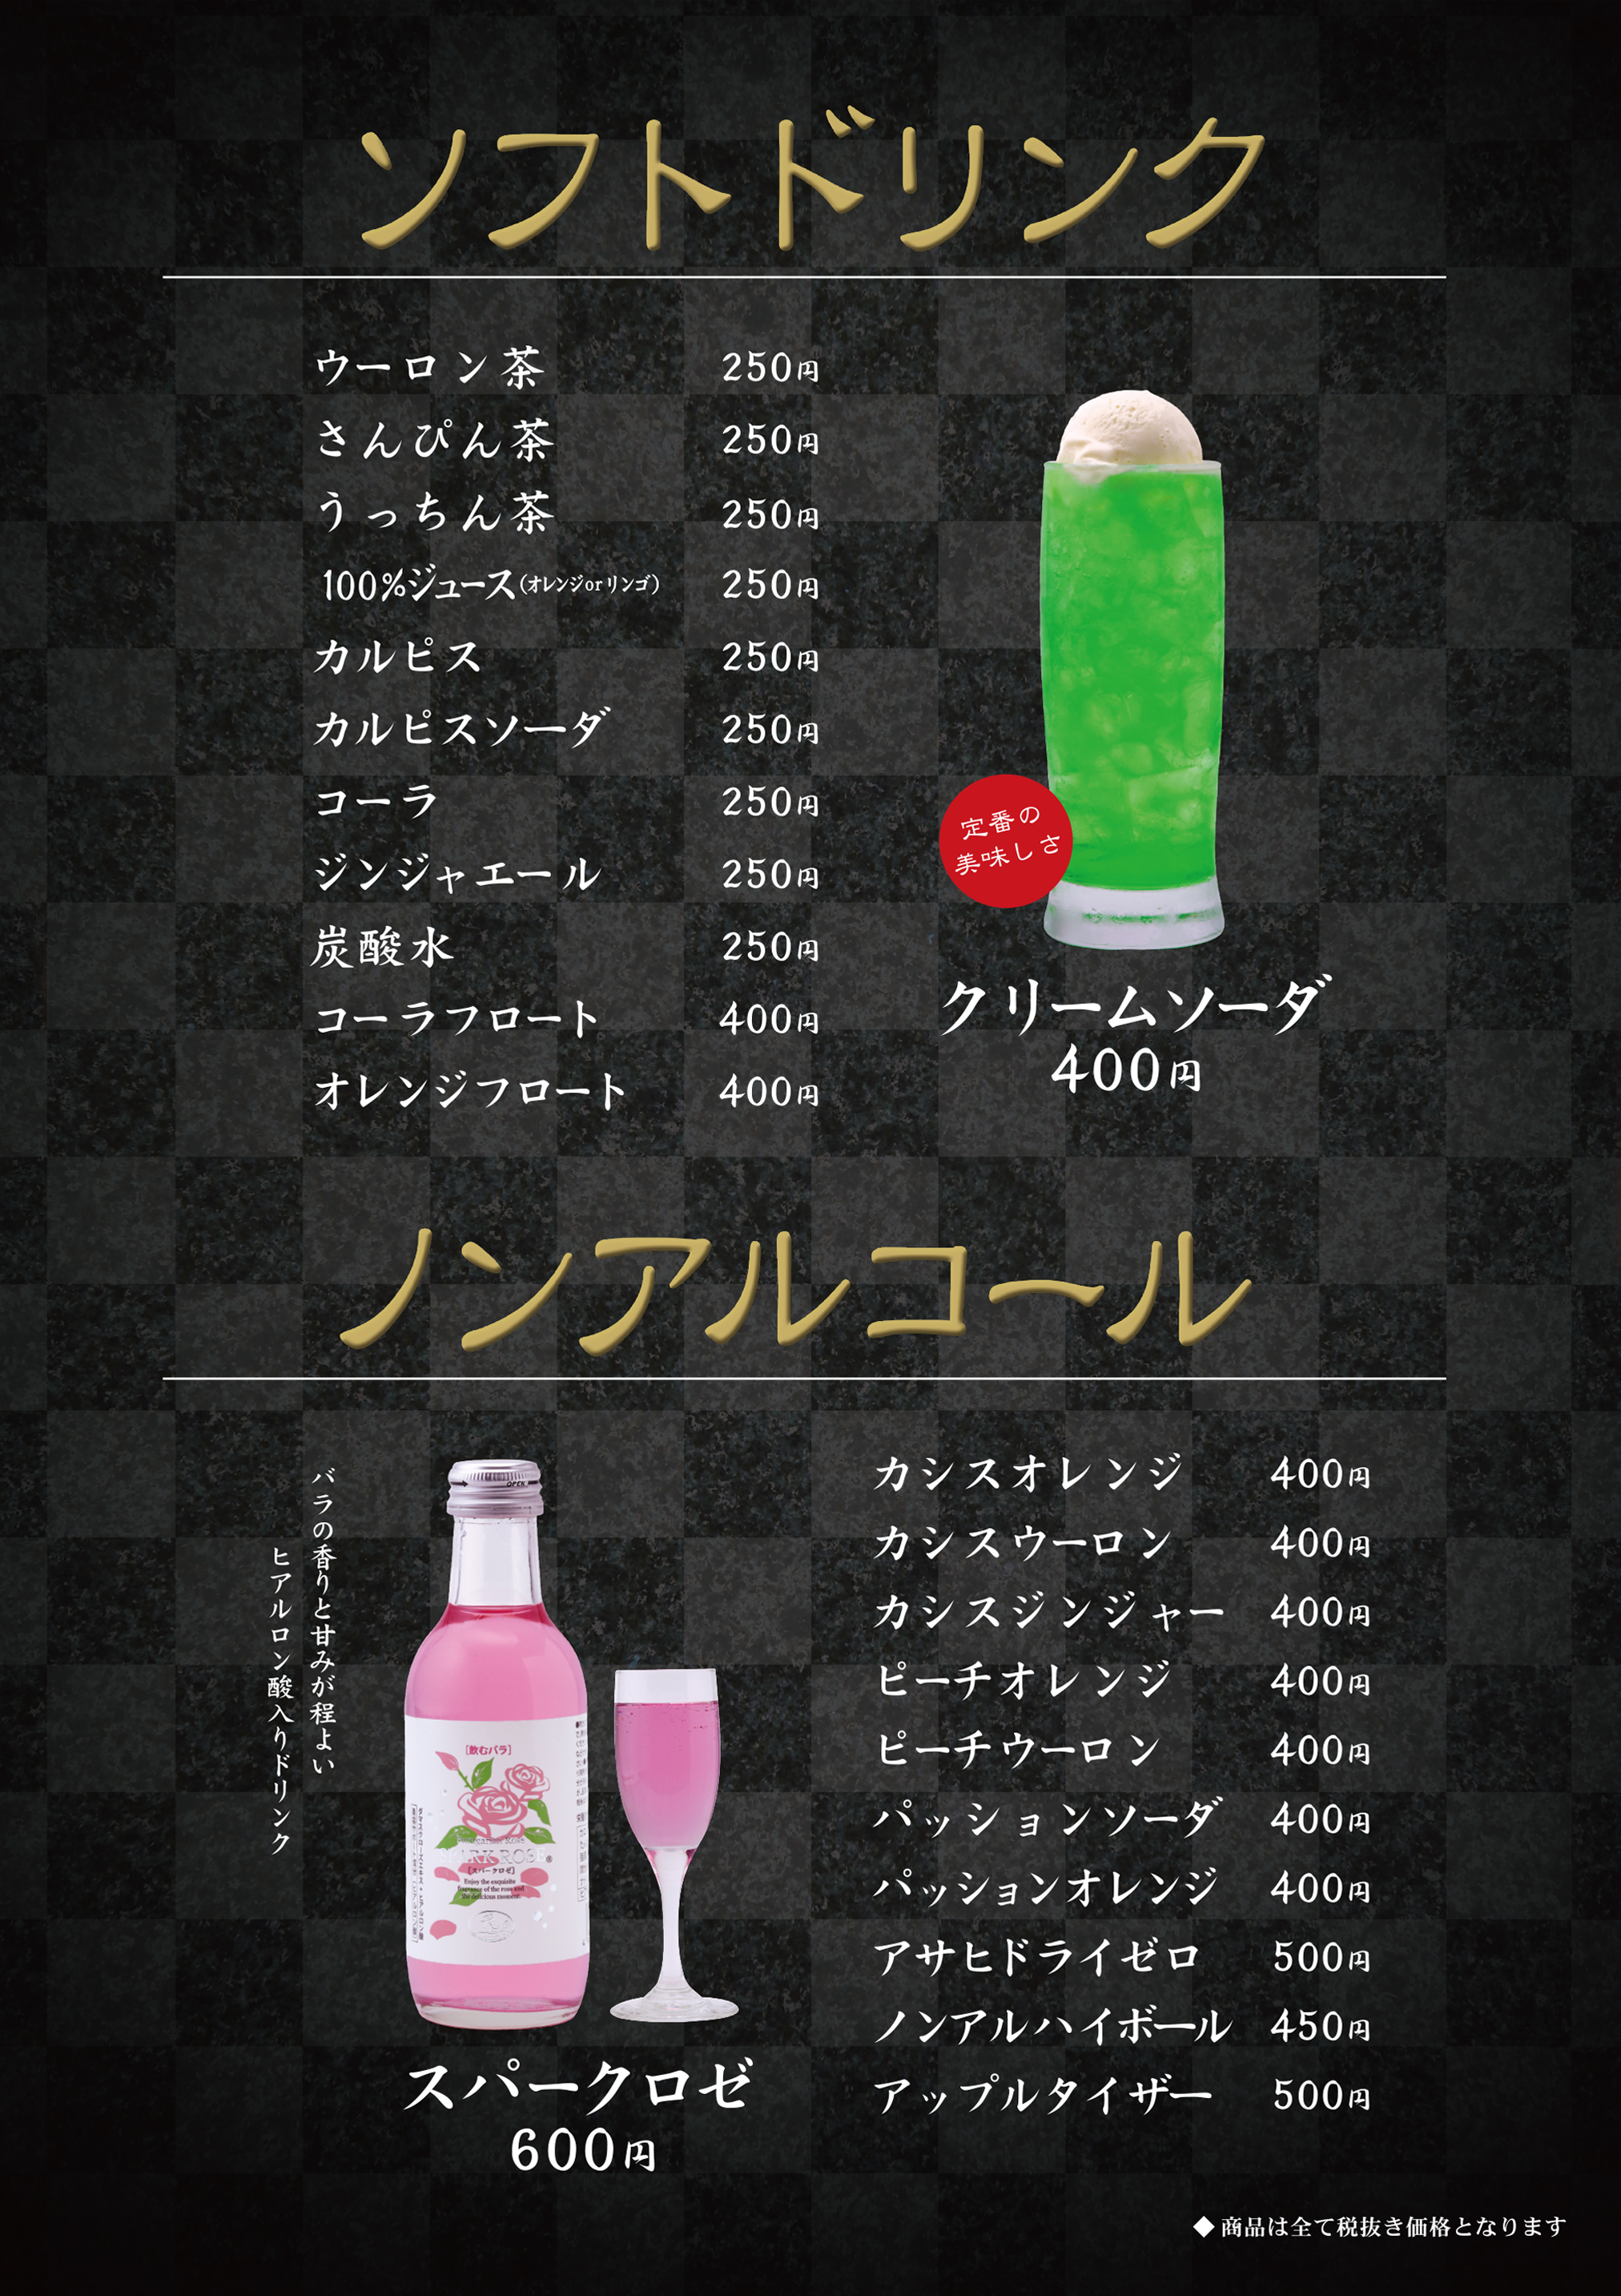 ソフトドリンク
ウーロン茶 250円
さんぴん茶 250円
うっちん茶 250円
100%ジュース(オレンジorリンゴ) 250円
カルピス 250円
カルピスソーダ 250円
コーラ 250円
ジンジャエール 250円
炭酸水 250円
コーラフロート 400円
オレンジフロート 400円
定番の
美味しさ
クリームソーダ
400円
ノンアルコール
バラの香りと甘みが程よい
ヒアルロン酸入りドリンク
OPEN
[飲むバラ]
[スパークロゼ]
Enjoy the exquisite
fragrance of the rose and
the delicious moment.
スパークロゼ
600円
カシスオレンジ 400円
カシスウーロン 400円
カシスジンジャー 400円
ピーチオレンジ 400円
ピーチウーロン 400円
パッションソーダ 400円
パッションオレンジ 400円
アサヒドライゼロ 500円
ノンアルハイボール 450円
アップルタイザー 500円
◆商品は全て税抜き価格となります